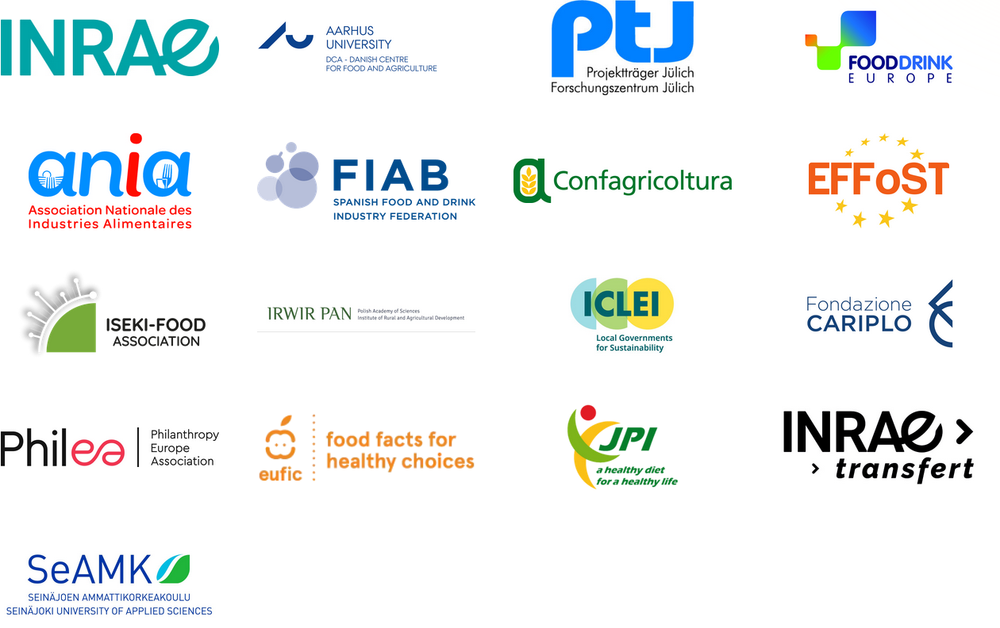 INRAE
AARHUS
UNIVERSITY
DCA - DANISH CENTRE
FOR FOOD AND AGRICULTURE
ptJ
Projektträger Jülich
Forschungszentrum Jülich
FOODDRINK
EUROPE
ania
Association Nationale des
Industries Alimentaires
FIAB
SPANISH FOOD AND DRINK
INDUSTRY FEDERATION
a Confagricoltura
EFFoST
ISEKI-FOOD
ASSOCIATION
IRWIR PAN
Polish Academy of Sciences
Institute of Rural and Agricultural Development
ICLEI
Local Governments
for Sustainability
Fondazione
CARIPLO
Philea
Philanthropy
Europe
Association
eufic
food facts for
healthy choices
JPI
a healthy diet
for a healthy life
INRAE
transfert
SeAMK
SEINÄJOEN AMMATTIKORKEAKOULU
SEINÄJOKI UNIVERSITY OF APPLIED SCIENCES